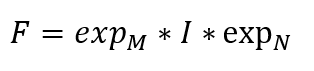 F = exp_M * I * exp_N